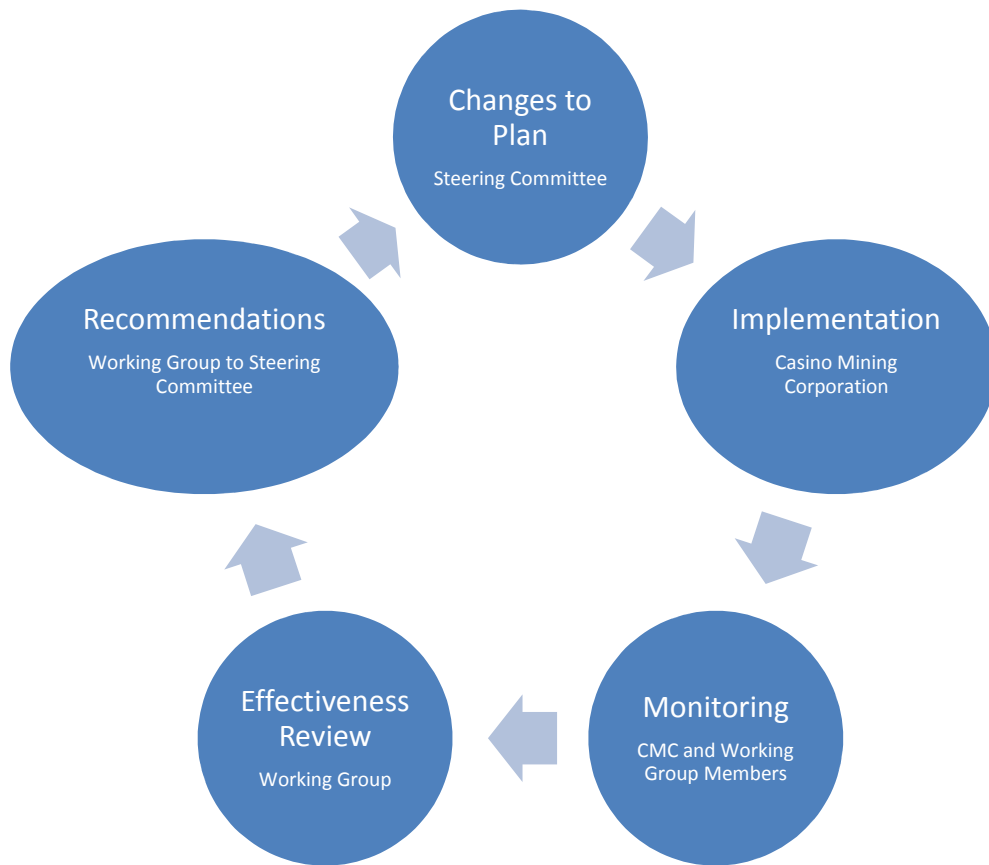 Changes to
Plan
Steering Committee
Implementation
Casino Mining
Corporation
Monitoring
CMC and Working
Group Members
Effectiveness
Review
Working Group
Recommendations
Working Group to Steering
Committee